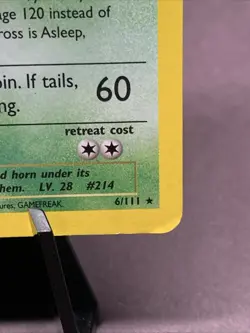 age 120 instead of
ross is Asleep,
oin. If tails,
ng.
60
retreat cost
d horn under its
hem. LV. 28 #214
ures, GAMEFREAK.
6/111 ★